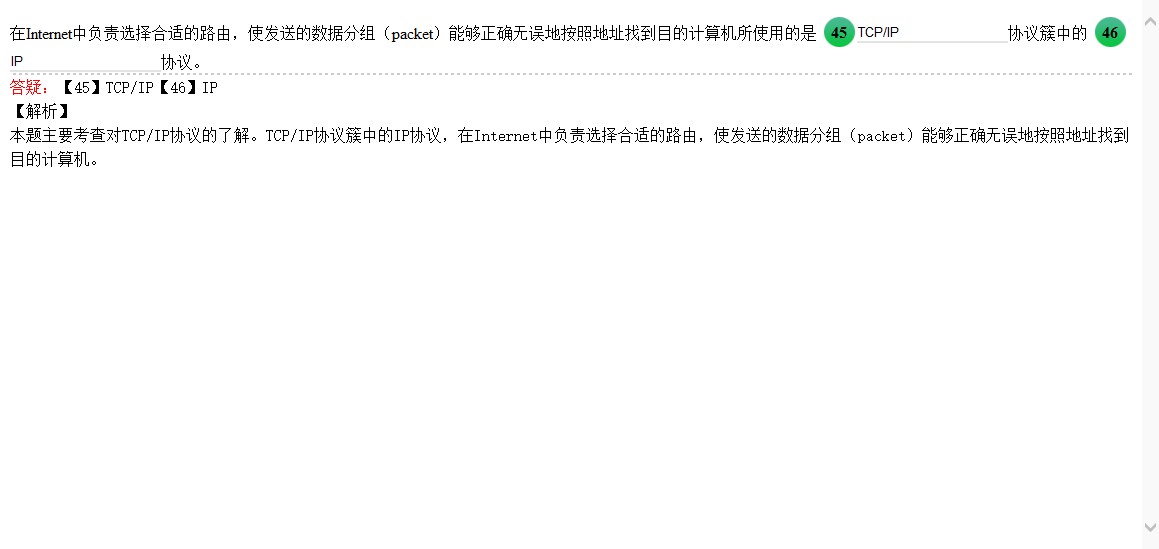 在Internet中负责选择合适的路由，使发送的数据分组（packet）能够正确无误地按照地址找到目的计算机所使用的是 45 TCP/IP 协议簇中的 46
IP 协议。
答疑：【45】TCP/IP【46】IP
【解析】
本题主要考查对TCP/IP协议的了解。TCP/IP协议簇中的IP协议，在Internet中负责选择合适的路由，使发送的数据分组（packet）能够正确无误地按照地址找到
目的计算机。